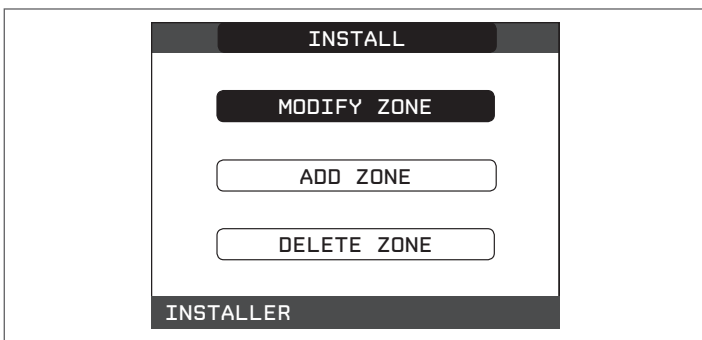 INSTALL
MODIFY ZONE
ADD ZONE
DELETE ZONE
INSTALLER